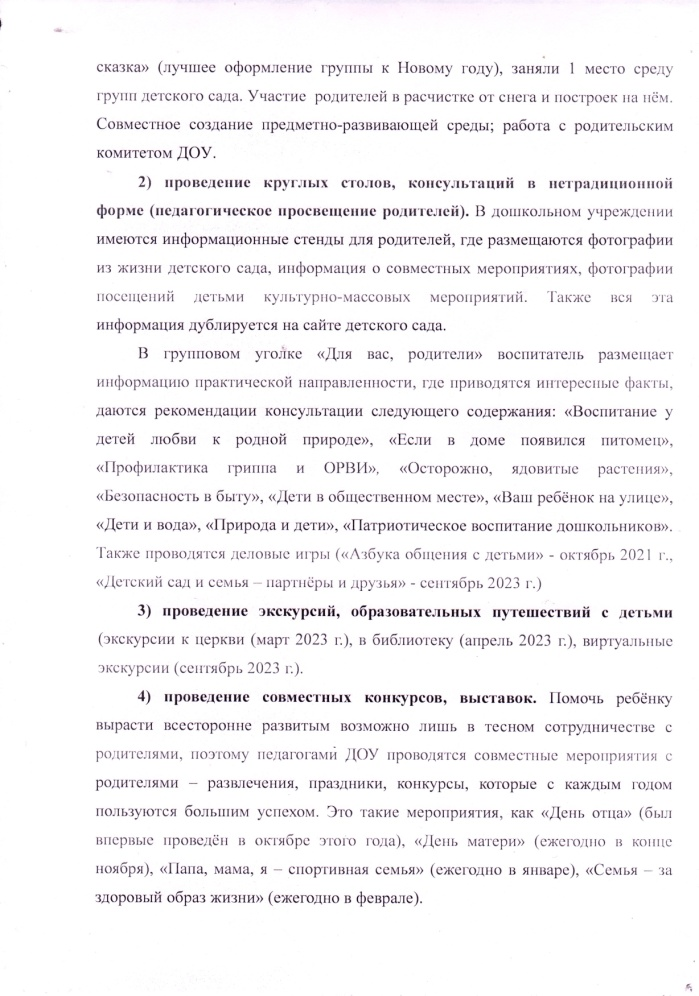 сказка» (лучшее оформление группы к Новому году), заняли 1 место среду
групп детского сада. Участие родителей в расчистке от снега и построек на нём.
Совместное создание предметно-развивающей среды; работа с родительским
комитетом ДОУ.
2) проведение круглых столов, консультаций в нетрадиционной
форме (педагогическое просвещение родителей). В дошкольном учреждении
имеются информационные стенды для родителей, где размещаются фотографии
из жизни детского сада, информация о совместных мероприятиях, фотографии
посещений детьми культурно-массовых мероприятий. Также вся эта
информация дублируется на сайте детского сада.
В групповом уголке «Для вас, родители» воспитатель размещает
информацию практической направленности, где приводятся интересные факты,
даются рекомендации консультации следующего содержания: «Воспитание у
детей любви к родной природе», «Если в доме появился питомец»,
«Профилактика гриппа и ОРВИ», «Осторожно, ядовитые растения»,
«Безопасность в быту», «Дети в общественном месте», «Ваш ребёнок на улице»,
«Дети и вода», «Природа и дети», «Патриотическое воспитание дошкольников».
Также проводятся деловые игры («Азбука общения с детьми» - октябрь 2021 г.,
«Детский сад и семья – партнёры и друзья» - сентябрь 2023 г.)
3) проведение экскурсий, образовательных путешествий с детьми
(экскурсии к церкви (март 2023 г.), в библиотеку (апрель 2023 г.), виртуальные
экскурсии (сентябрь 2023 г.).
4) проведение совместных конкурсов, выставок. Помочь ребёнку
вырасти всесторонне развитым возможно лишь в тесном сотрудничестве с
родителями, поэтому педагогами ДОУ проводятся совместные мероприятия с
родителями – развлечения, праздники, конкурсы, которые с каждым годом
пользуются большим успехом. Это такие мероприятия, как «День отца» (был
впервые проведён в октябре этого года), «День матери» (ежегодно в конце
ноября), «Папа, мама, я – спортивная семья» (ежегодно в январе), «Семья – за
здоровый образ жизни» (ежегодно в феврале).